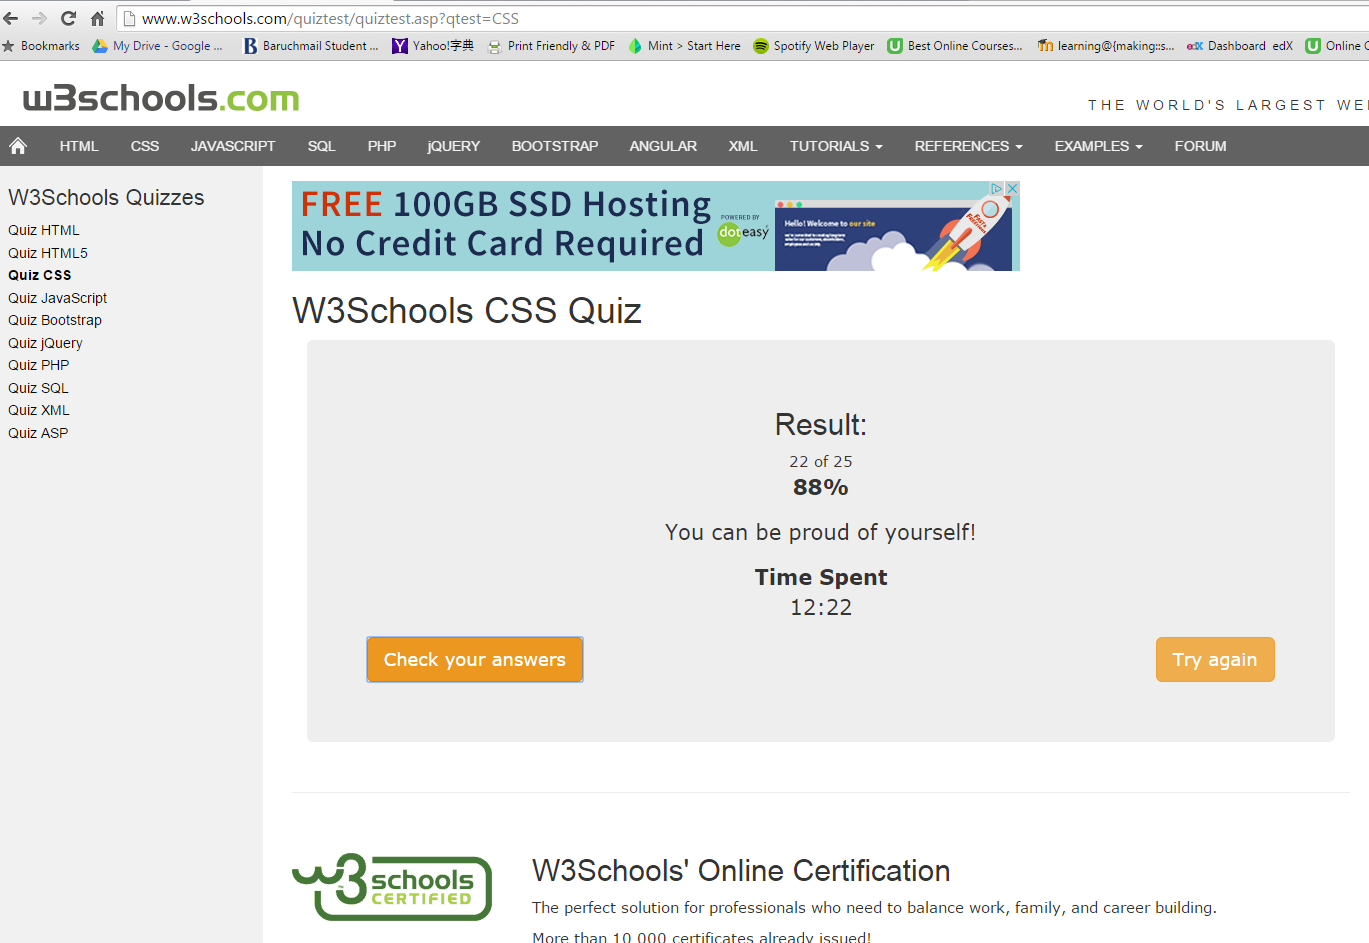 www.w3schools.com/quiztest/quiztest.asp?qtest=CSS
Bookmarks My Drive - Google ... Baruchmail Student ... Yahoo!字典 Print Friendly & PDF Mint > Start Here Spotify Web Player Best Online Courses... learning@{making::s... Dashboard edX Online C
w3schools.com
THE WORLD'S LARGEST WE
HTML CSS JAVASCRIPT SQL PHP jQUERY BOOTSTRAP ANGULAR XML TUTORIALS REFERENCES EXAMPLES FORUM
W3Schools Quizzes
Quiz HTML
Quiz HTML5
Quiz CSS
Quiz JavaScript
Quiz Bootstrap
Quiz jQuery
Quiz PHP
Quiz SQL
Quiz XML
Quiz ASP
FREE 100GB SSD Hosting
No Credit Card Required
POWERED BY
doteasy
Hello! Welcome to our site
W3Schools CSS Quiz
Result:
22 of 25
88%
You can be proud of yourself!
Time Spent
12:22
Check your answers
Try again
w3schools
CERTIFIED
W3Schools' Online Certification
The perfect solution for professionals who need to balance work, family, and career building.
More than 10 000 certificates already issued!